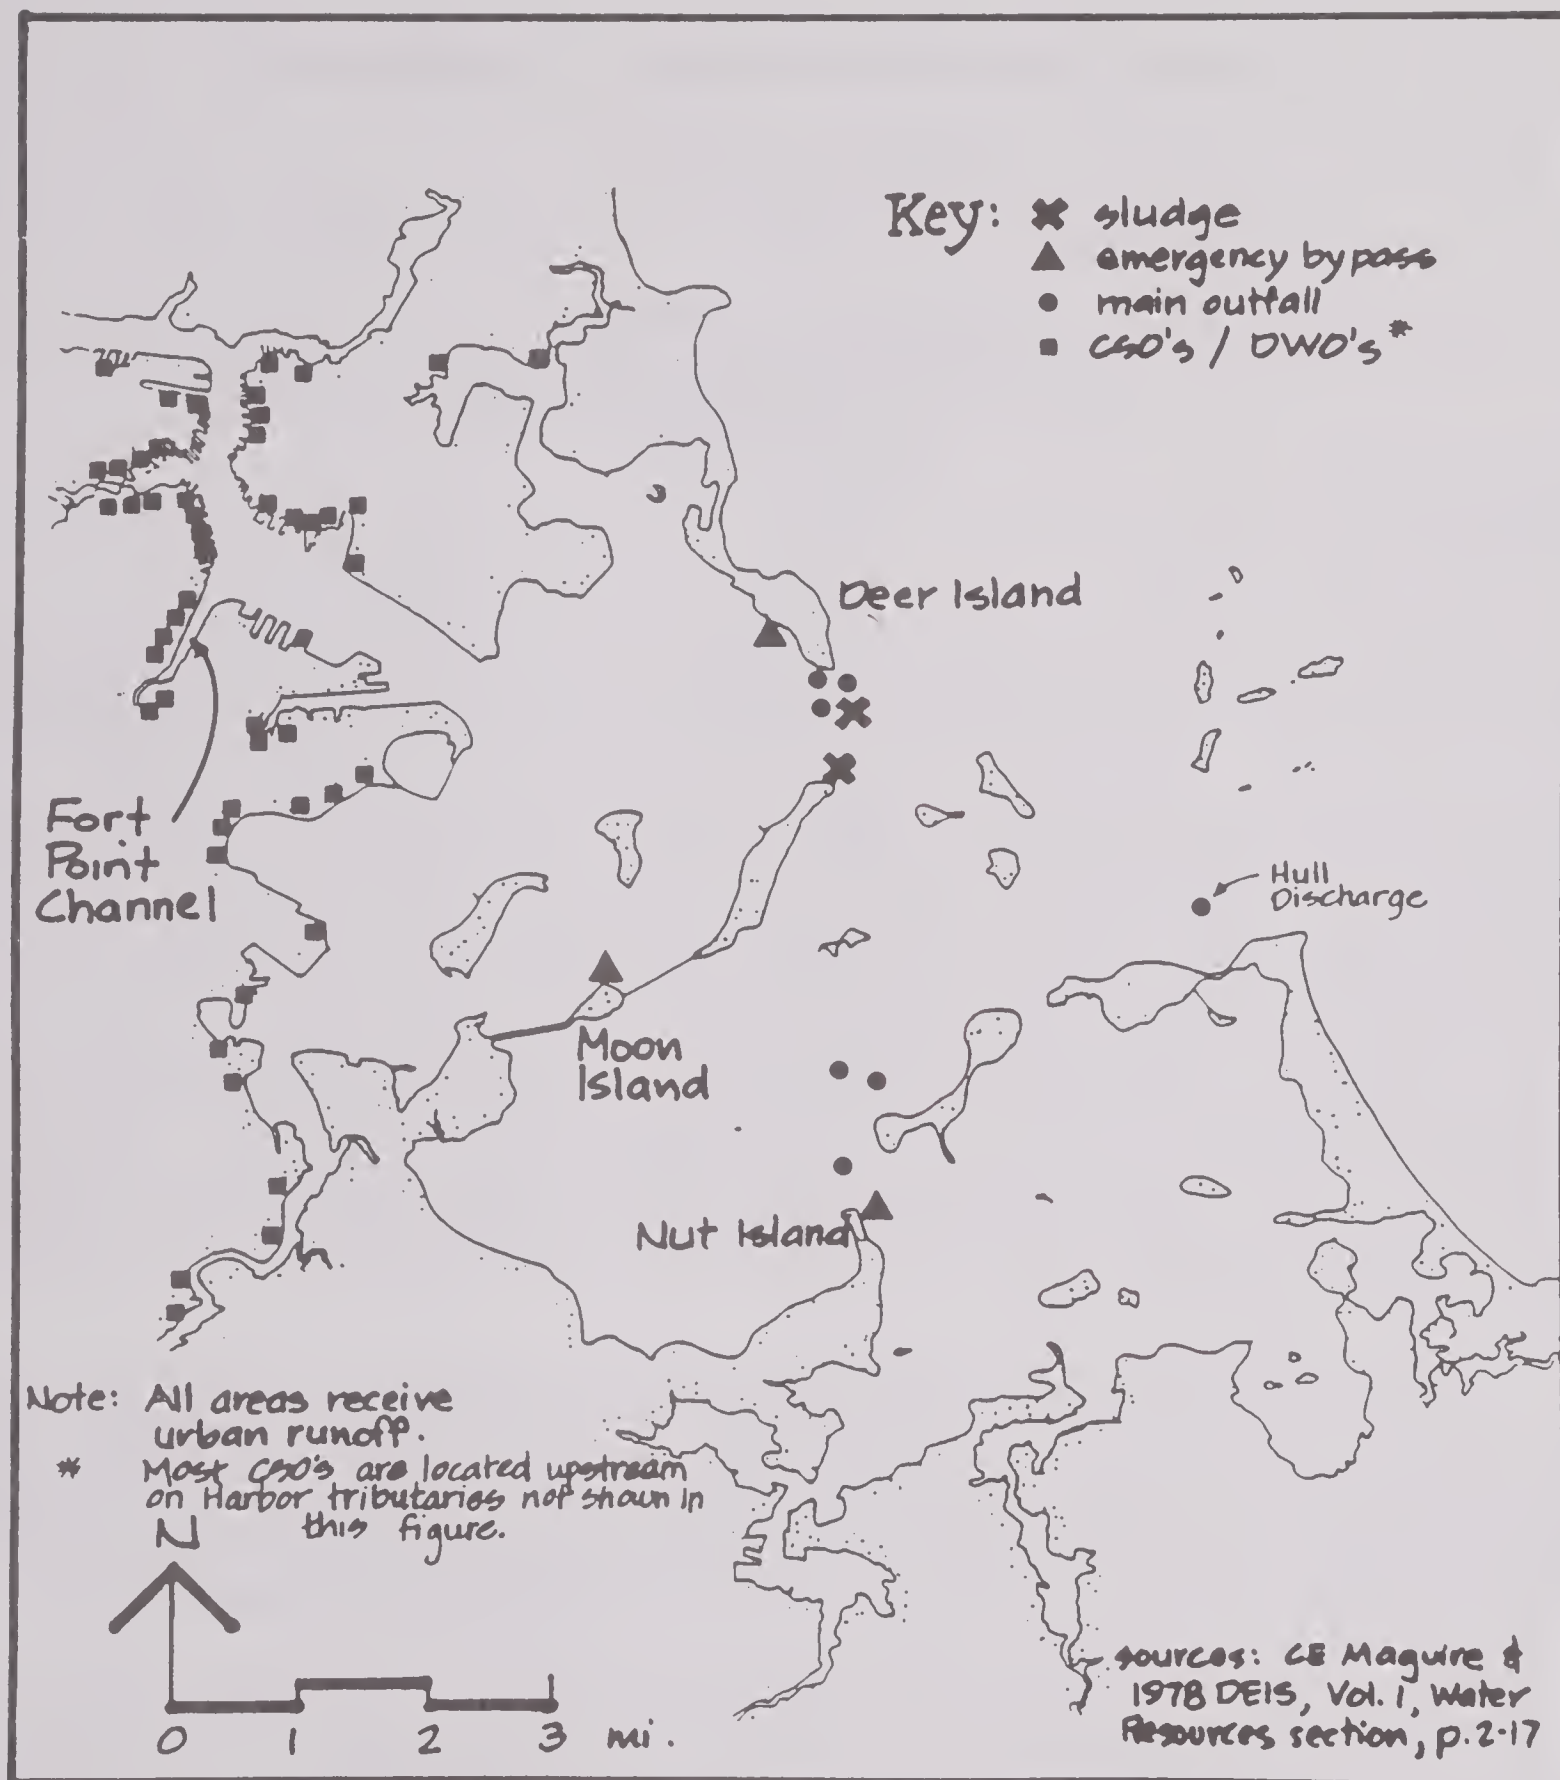 Key: sludge
emergency bypass
main outfall
CSO's / DWO's*
Deer Island
Fort
Point
Channel
Hull
Discharge
Moon
Island
Nut Island
Note: All areas receive
urban runoff.
* Most CSO's are located upstream
on Harbor tributaries not shown in
this figure.
N
0 1 2 3 mi.
sources: CE Maguire &
1978 DEIS, Vol. 1, Water
Resources section, p. 2-17